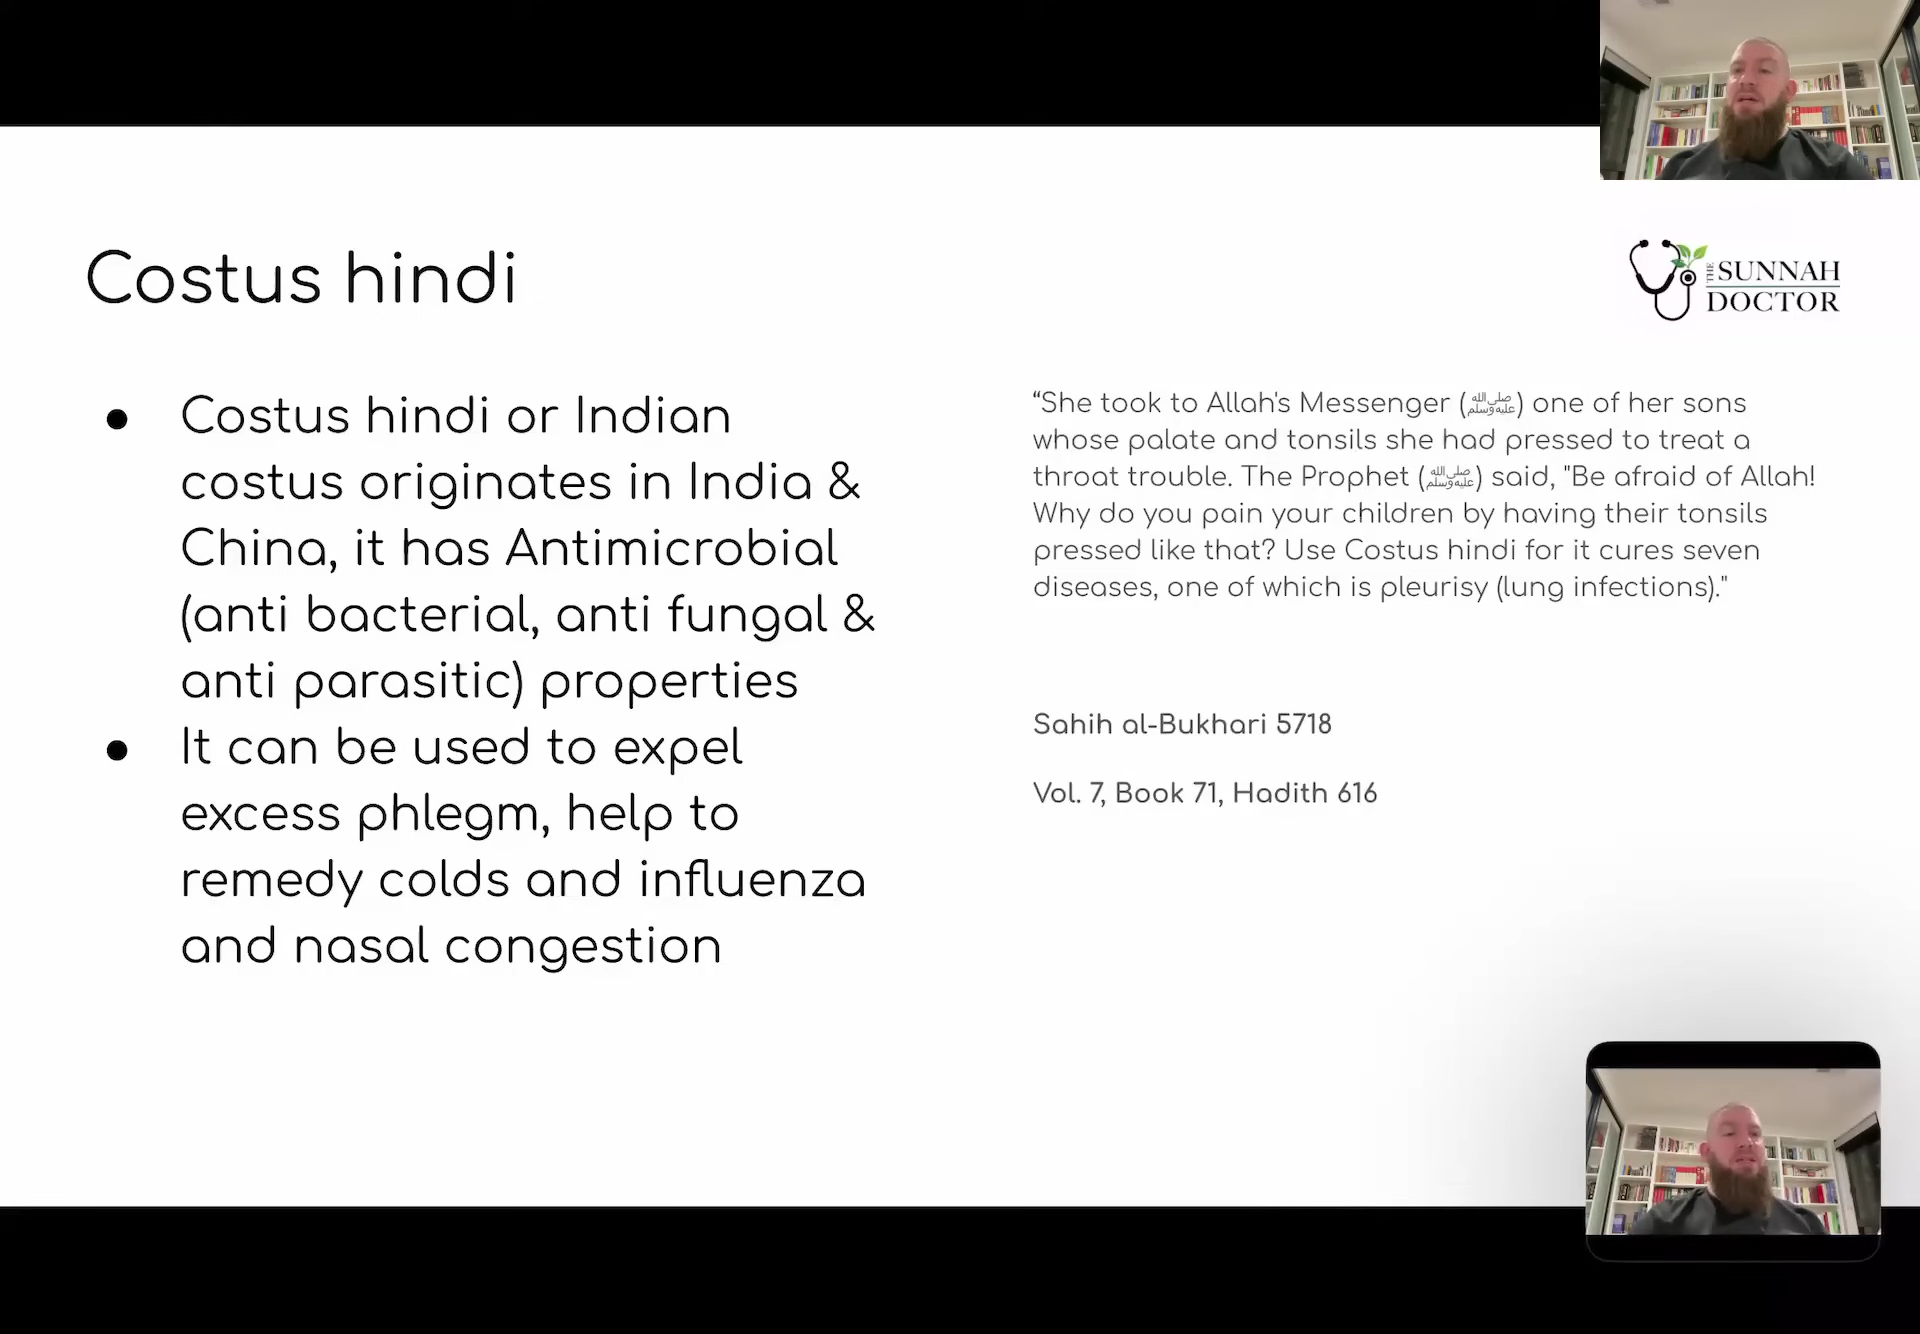 Costus hindi
THE SUNNAH
DOCTOR
● Costus hindi or Indian
costus originates in India &
China, it has Antimicrobial
(anti bacterial, anti fungal &
anti parasitic) properties
● It can be used to expel
excess phlegm, help to
remedy colds and influenza
and nasal congestion
“She took to Allah's Messenger (ﷺ) one of her sons
whose palate and tonsils she had pressed to treat a
throat trouble. The Prophet (ﷺ) said, "Be afraid of Allah!
Why do you pain your children by having their tonsils
pressed like that? Use Costus hindi for it cures seven
diseases, one of which is pleurisy (lung infections)."
Sahih al-Bukhari 5718
Vol. 7, Book 71, Hadith 616